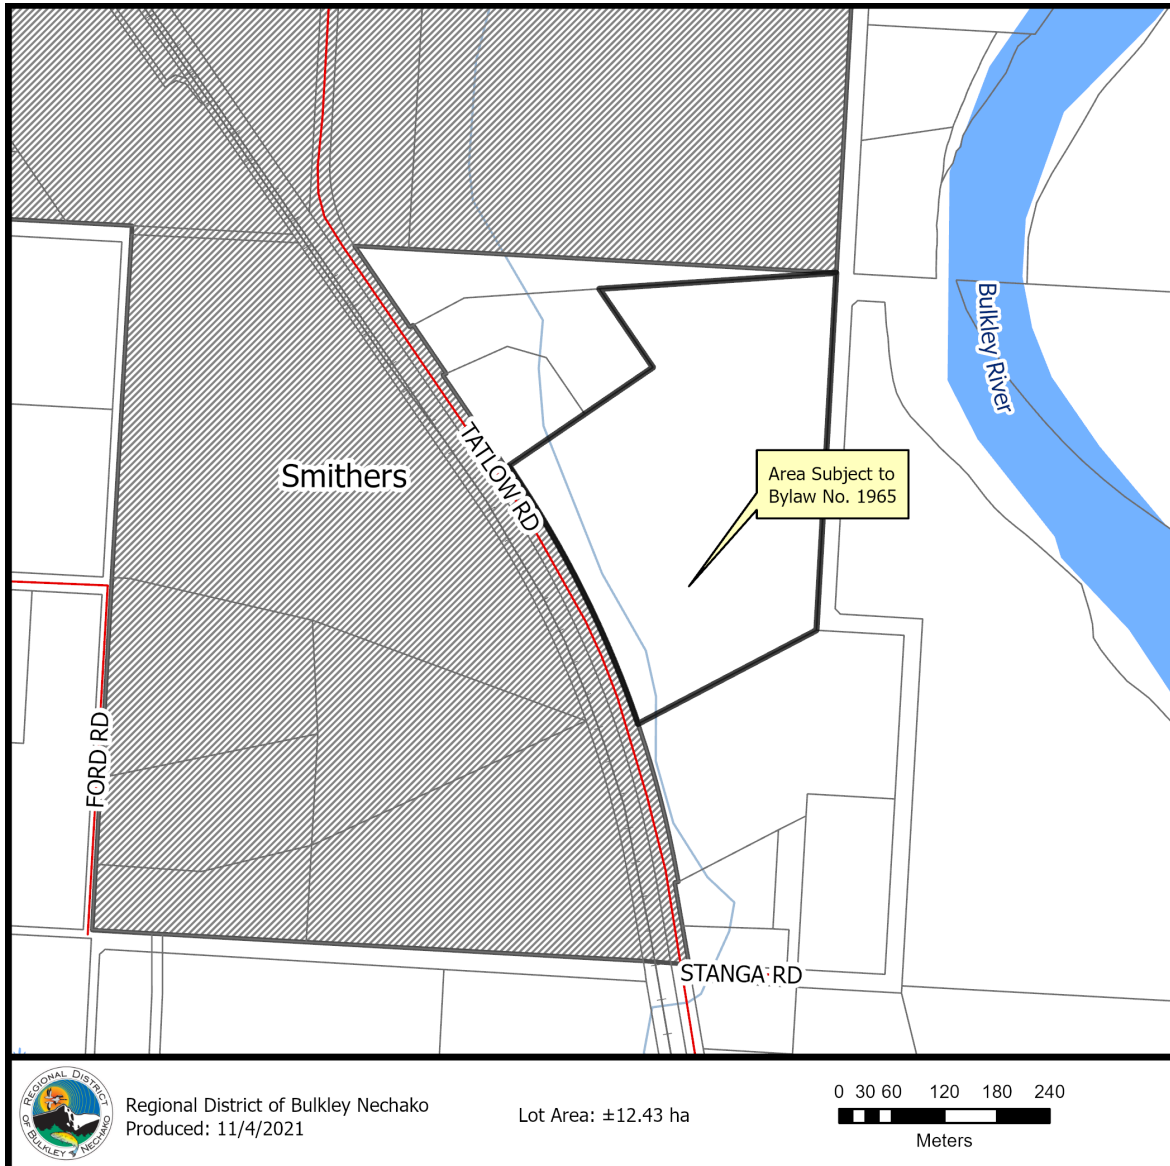 Bulkley River
TATLOW RD
Smithers
Area Subject to
Bylaw No. 1965
FORD RD
STANGA RD
REGIONAL DISTRICT
OF BULKLEY NECHAKO
Regional District of Bulkley Nechako
Produced: 11/4/2021
Lot Area: ±12.43 ha
0 30 60 120 180 240
Meters